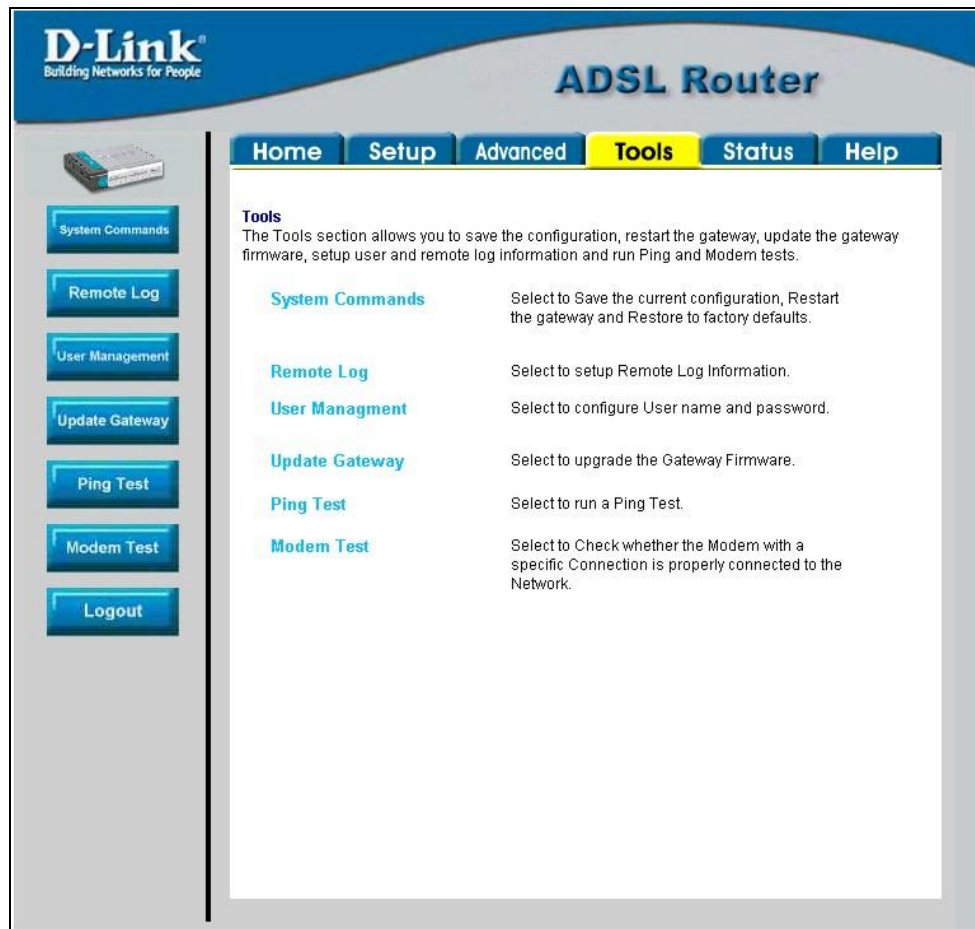 D-Link®
Building Networks for People
ADSL Router
Home Setup Advanced Tools Status Help
System Commands
Remote Log
User Management
Update Gateway
Ping Test
Modem Test
Logout
Tools
The Tools section allows you to save the configuration, restart the gateway, update the gateway
firmware, setup user and remote log information and run Ping and Modem tests.
System Commands Select to Save the current configuration, Restart
the gateway and Restore to factory defaults.
Remote Log Select to setup Remote Log Information.
User Managment Select to configure User name and password.
Update Gateway Select to upgrade the Gateway Firmware.
Ping Test Select to run a Ping Test.
Modem Test Select to Check whether the Modem with a
specific Connection is properly connected to the
Network.